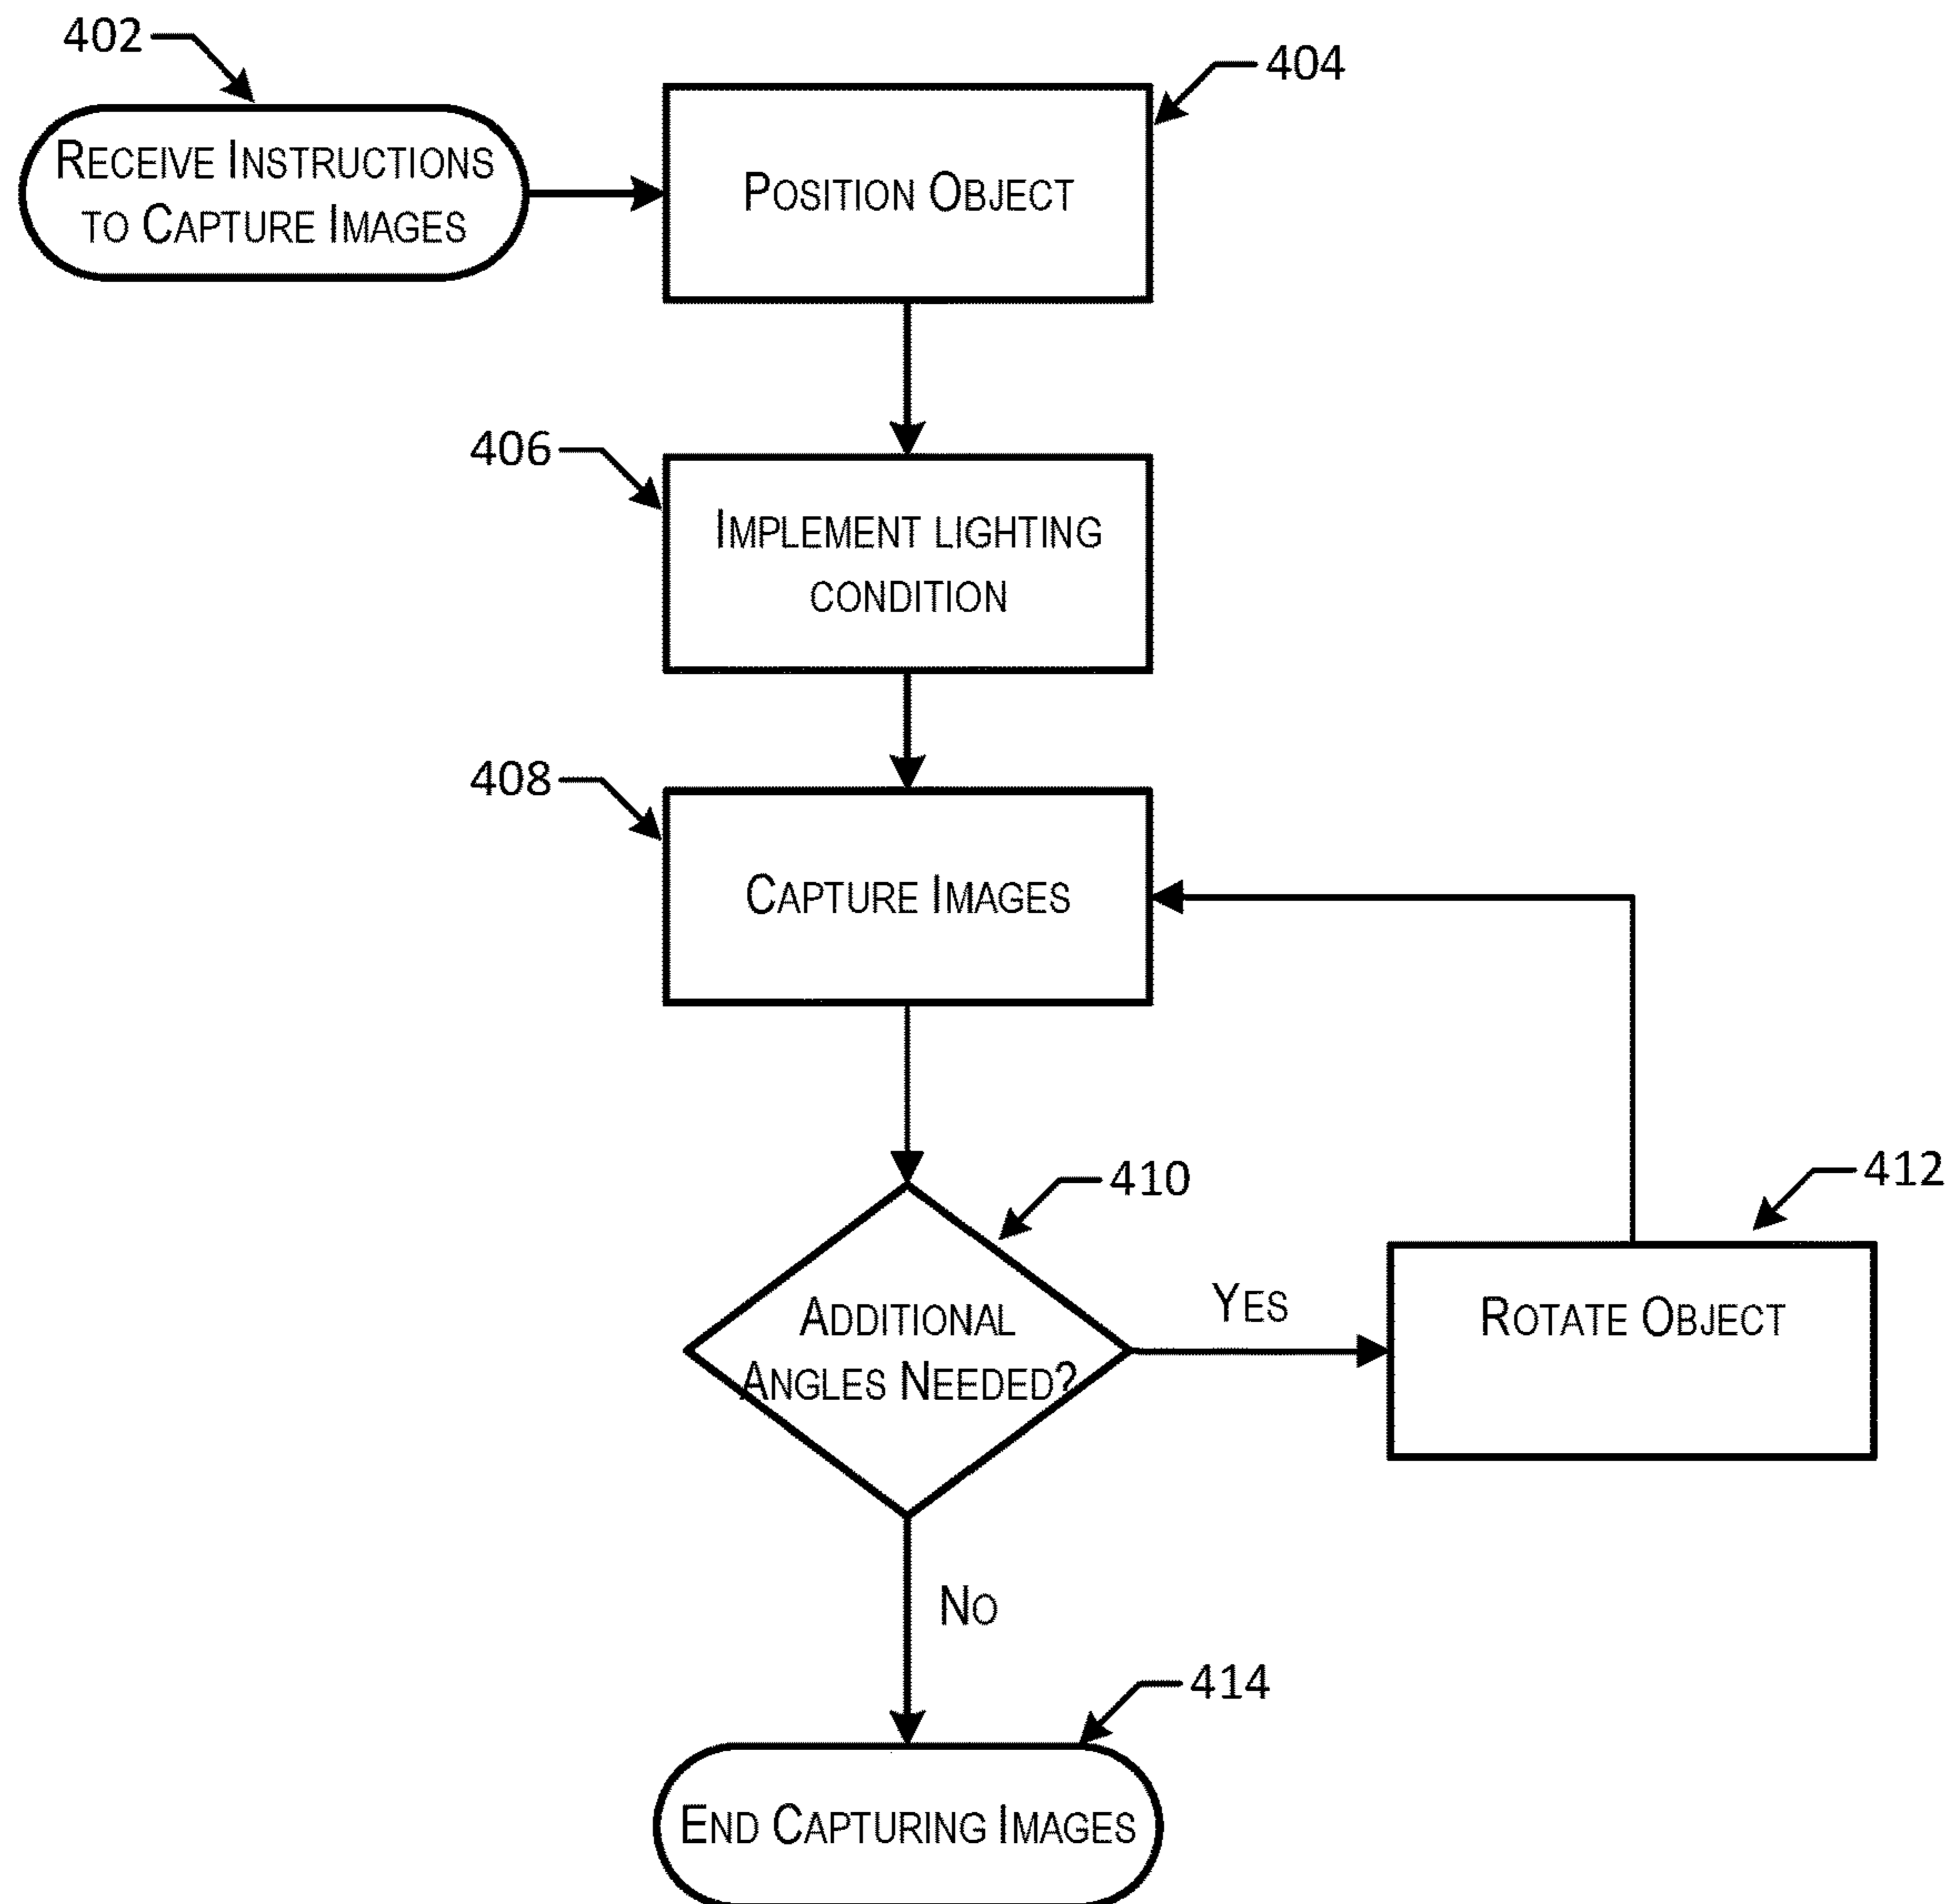 402
RECEIVE INSTRUCTIONS
TO CAPTURE IMAGES
404
POSITION OBJECT
406
IMPLEMENT LIGHTING
CONDITION
408
CAPTURE IMAGES
410
ADDITIONAL
ANGLES NEEDED?
YES
412
ROTATE OBJECT
NO
414
END CAPTURING IMAGES